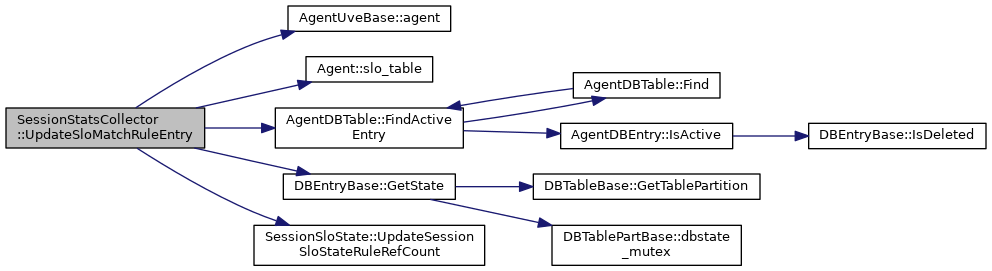 AgentUveBase::agent
Agent::slo_table
AgentDBTable::Find
SessionStatsCollector
::UpdateSloMatchRuleEntry
AgentDBTable::FindActive
Entry
AgentDBEntry::IsActive
DBEntryBase::IsDeleted
DBEntryBase::GetState
DBTableBase::GetTablePartition
SessionSloState::UpdateSession
SloStateRuleRefCount
DBTablePartBase::dbstate
_mutex